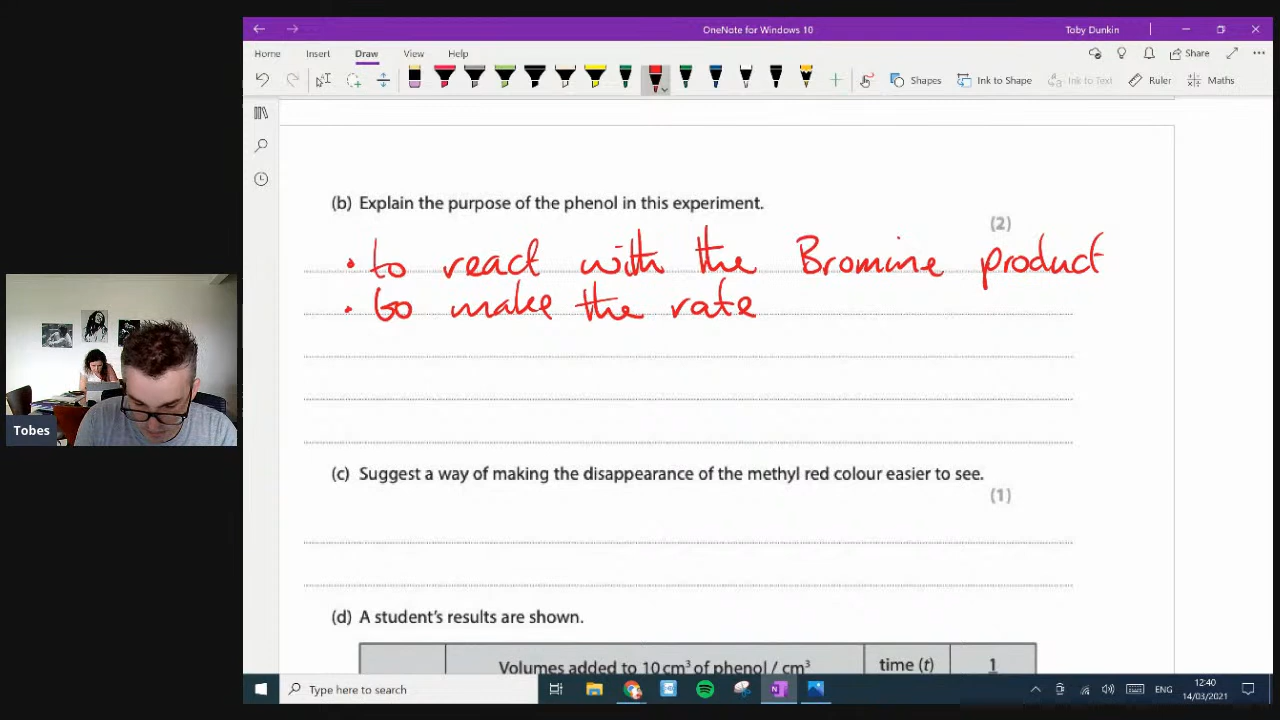 OneNote for Windows 10
Toby Dunkin
Home Insert Draw View Help
Share
Shapes
Ink to Shape
Ink to Text
Ruler
Maths
(b) Explain the purpose of the phenol in this experiment.
(2)
• to react with the Bromine product
• to make the rate
(c) Suggest a way of making the disappearance of the methyl red colour easier to see.
(1)
(d) A student's results are shown.
Volumes added to 10 cm³ of phenol / cm³
time (t)
1
Tobes
Type here to search
ENG
12:40
14/03/2021